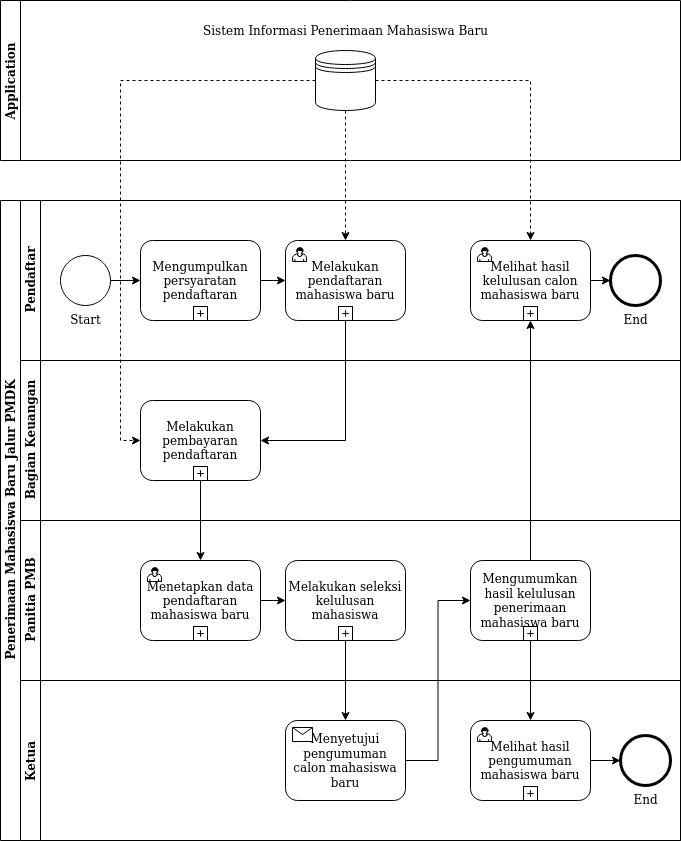 Application
Sistem Informasi Penerimaan Mahasiswa Baru
Penerimaan Mahasiswa Baru Jalur PMDK
Pendaftar
Start
Mengumpulkan
persyaratan
pendaftaran
Melakukan
pendaftaran
mahasiswa baru
Melihat hasil
kelulusan calon
mahasiswa baru
End
Bagian Keuangan
Melakukan
pembayaran
pendaftaran
Panitia PMB
Menetapkan data
pendaftaran
mahasiswa baru
Melakukan seleksi
kelulusan
mahasiswa
Mengumumkan
hasil kelulusan
penerimaan
mahasiswa baru
Ketua
Menyetujui
pengumuman
calon mahasiswa
baru
Melihat hasil
pengumuman
mahasiswa baru
End